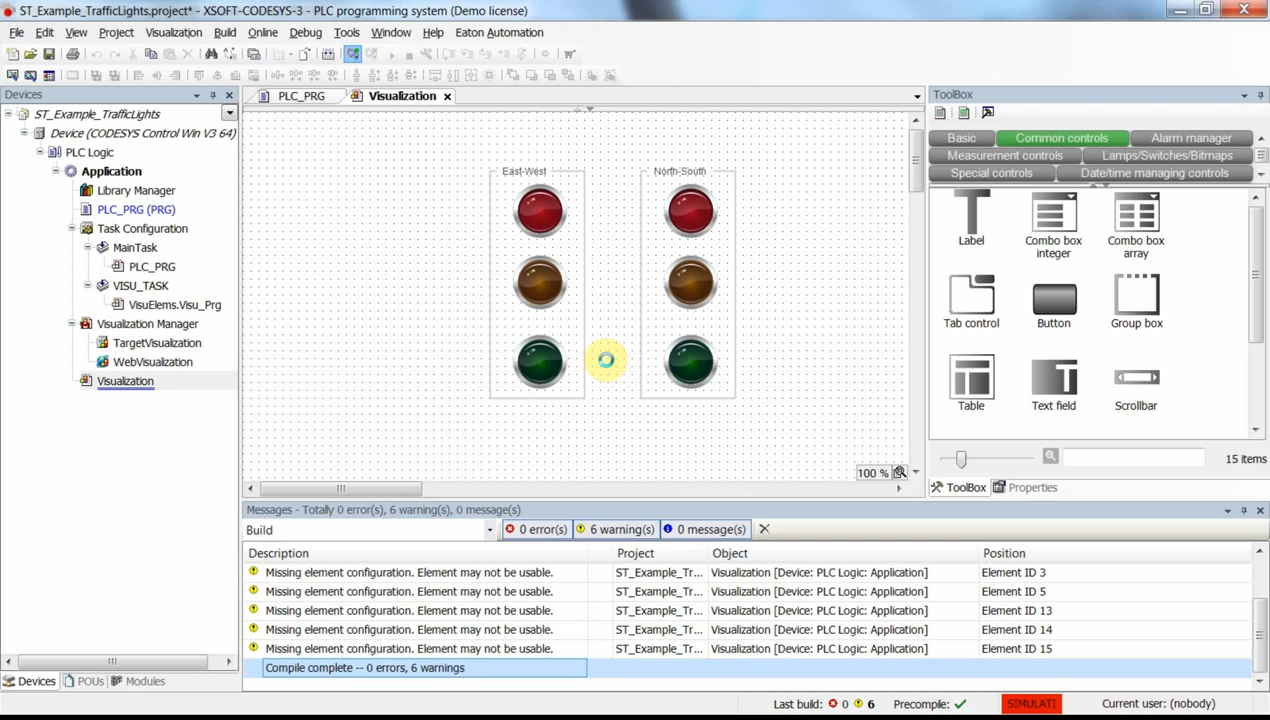 ST_Example_TrafficLights.project* - XSOFT-CODESYS-3 - PLC programming system (Demo license)
File Edit View Project Visualization Build Online Debug Tools Window Help Eaton Automation
Devices
ST_Example_TrafficLights
Device (CODESYS Control Win V3 64)
PLC Logic
Application
Library Manager
PLC_PRG (PRG)
Task Configuration
MainTask
PLC_PRG
VISU_TASK
VisuElems.Visu_Prg
Visualization Manager
TargetVisualization
WebVisualization
Visualization
Devices POUs Modules
PLC_PRG Visualization
East-West North-South
100 %
ToolBox
Basic Common controls Alarm manager
Measurement controls Lamps/Switches/Bitmaps
Special controls Date/time managing controls
Label Combo box integer Combo box array
Tab control Button Group box
Table Text field Scrollbar
15 items
ToolBox Properties
Messages - Totally 0 error(s), 6 warning(s), 0 message(s)
Build 0 error(s) 6 warning(s) 0 message(s)
Description Project Object Position
Missing element configuration. Element may not be usable. ST_Example_Tr... Visualization [Device: PLC Logic: Application] Element ID 3
Missing element configuration. Element may not be usable. ST_Example_Tr... Visualization [Device: PLC Logic: Application] Element ID 5
Missing element configuration. Element may not be usable. ST_Example_Tr... Visualization [Device: PLC Logic: Application] Element ID 13
Missing element configuration. Element may not be usable. ST_Example_Tr... Visualization [Device: PLC Logic: Application] Element ID 14
Missing element configuration. Element may not be usable. ST_Example_Tr... Visualization [Device: PLC Logic: Application] Element ID 15
Compile complete -- 0 errors, 6 warnings
Last build: 0 6 Precompile: SIMULATI Current user: (nobody)